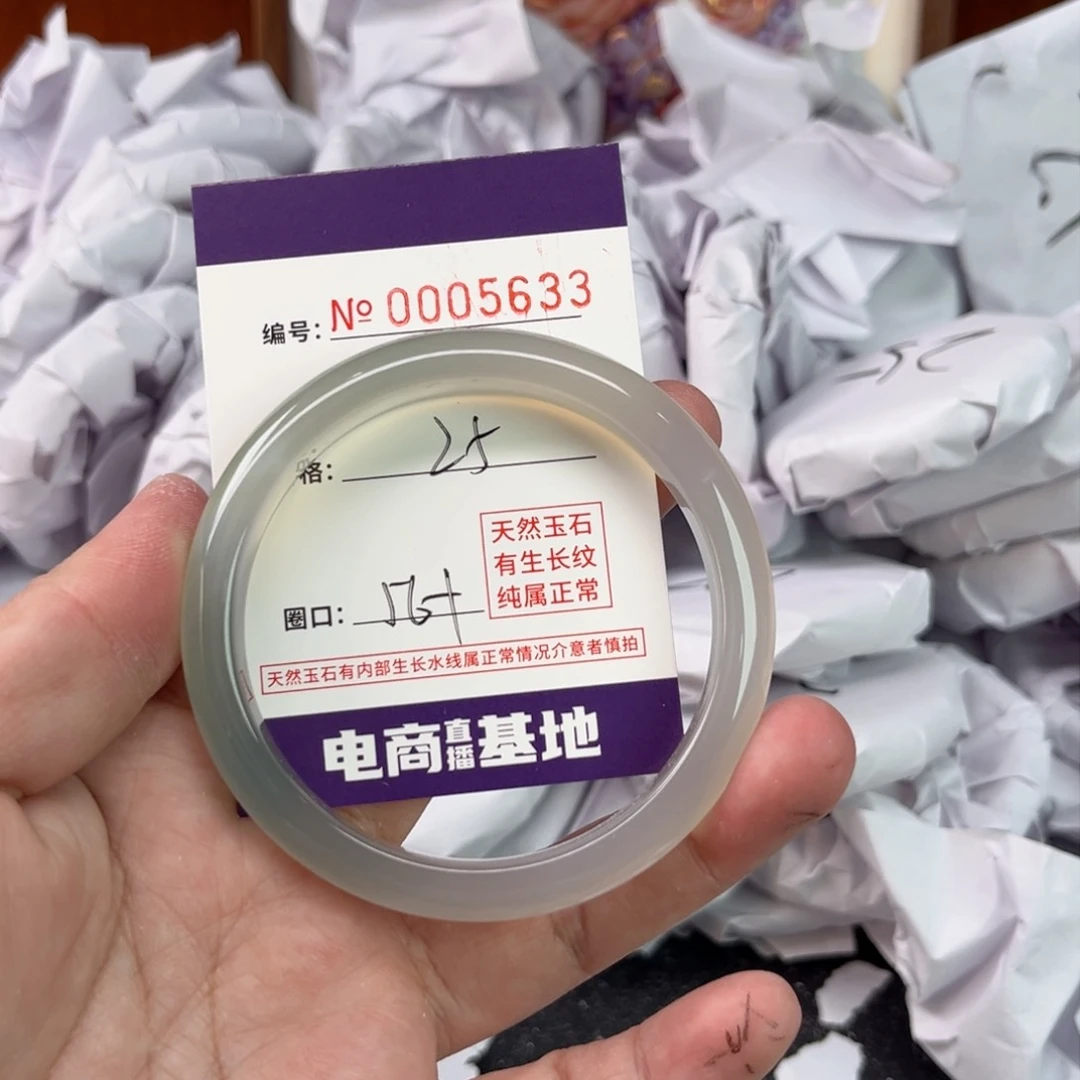 编号: № 0005633
格: 25
天然玉石
有生长纹
纯属正常
圈口: 56+
天然玉石有内部生长水线属正常情况介意者慎拍
电商直播基地